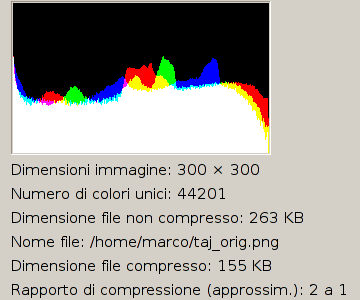 Dimensioni immagine: 300 × 300
Numero di colori unici: 44201
Dimensione file non compresso: 263 KB
Nome file: /home/marco/taj_orig.png
Dimensione file compresso: 155 KB
Rapporto di compressione (approssim.): 2 a 1